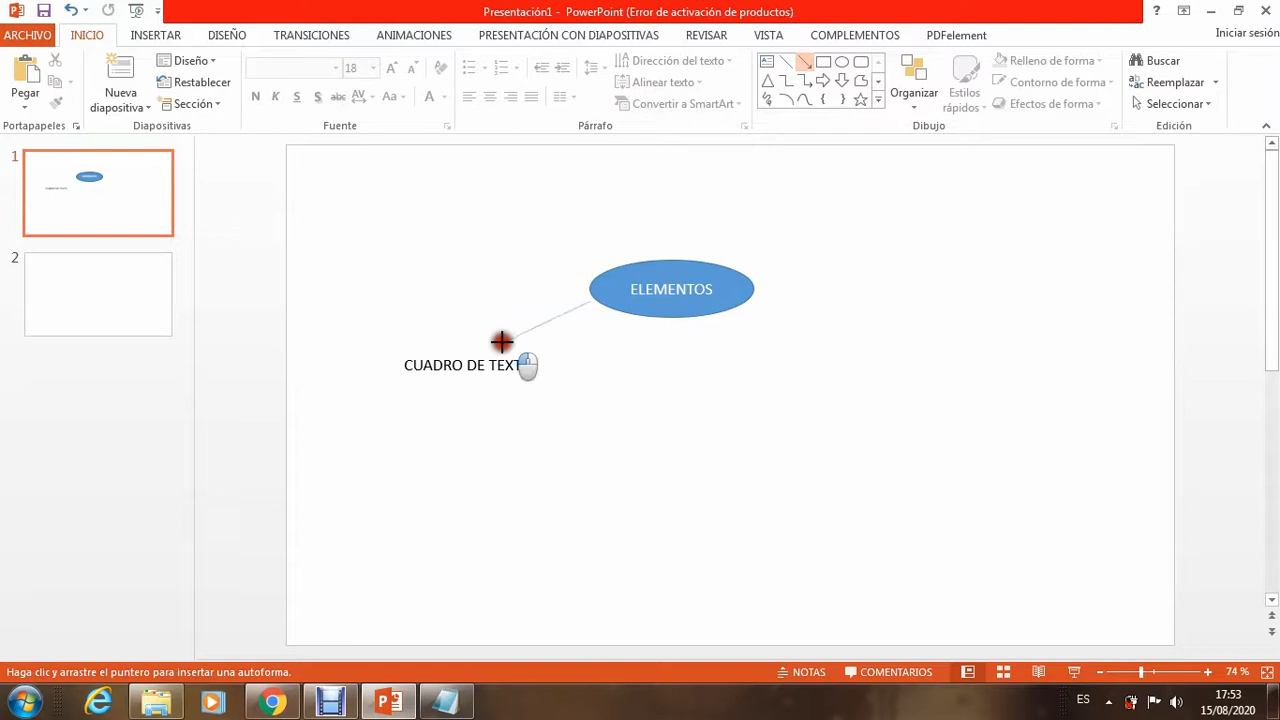 Presentación1 - PowerPoint (Error de activación de productos)
ARCHIVO INICIO INSERTAR DISEÑO TRANSICIONES ANIMACIONES PRESENTACIÓN CON DIAPOSITIVAS REVISAR VISTA COMPLEMENTOS PDFelement Iniciar sesión
Pegar
Nueva diapositiva
Diseño
Restablecer
Sección
18
N K S S abc AV Aa A
Dirección del texto
Alinear texto
Convertir a SmartArt
Organizar
Estilos rápidos
Relleno de forma
Contorno de forma
Efectos de forma
Buscar
Reemplazar
Seleccionar
Portapapeles Diapositivas Fuente Párrafo Dibujo Edición
1
2
ELEMENTOS
CUADRO DE TEXT
Haga clic y arrastre el puntero para insertar una autoforma.
NOTAS COMENTARIOS 74 %
ES
17:53
15/08/2020